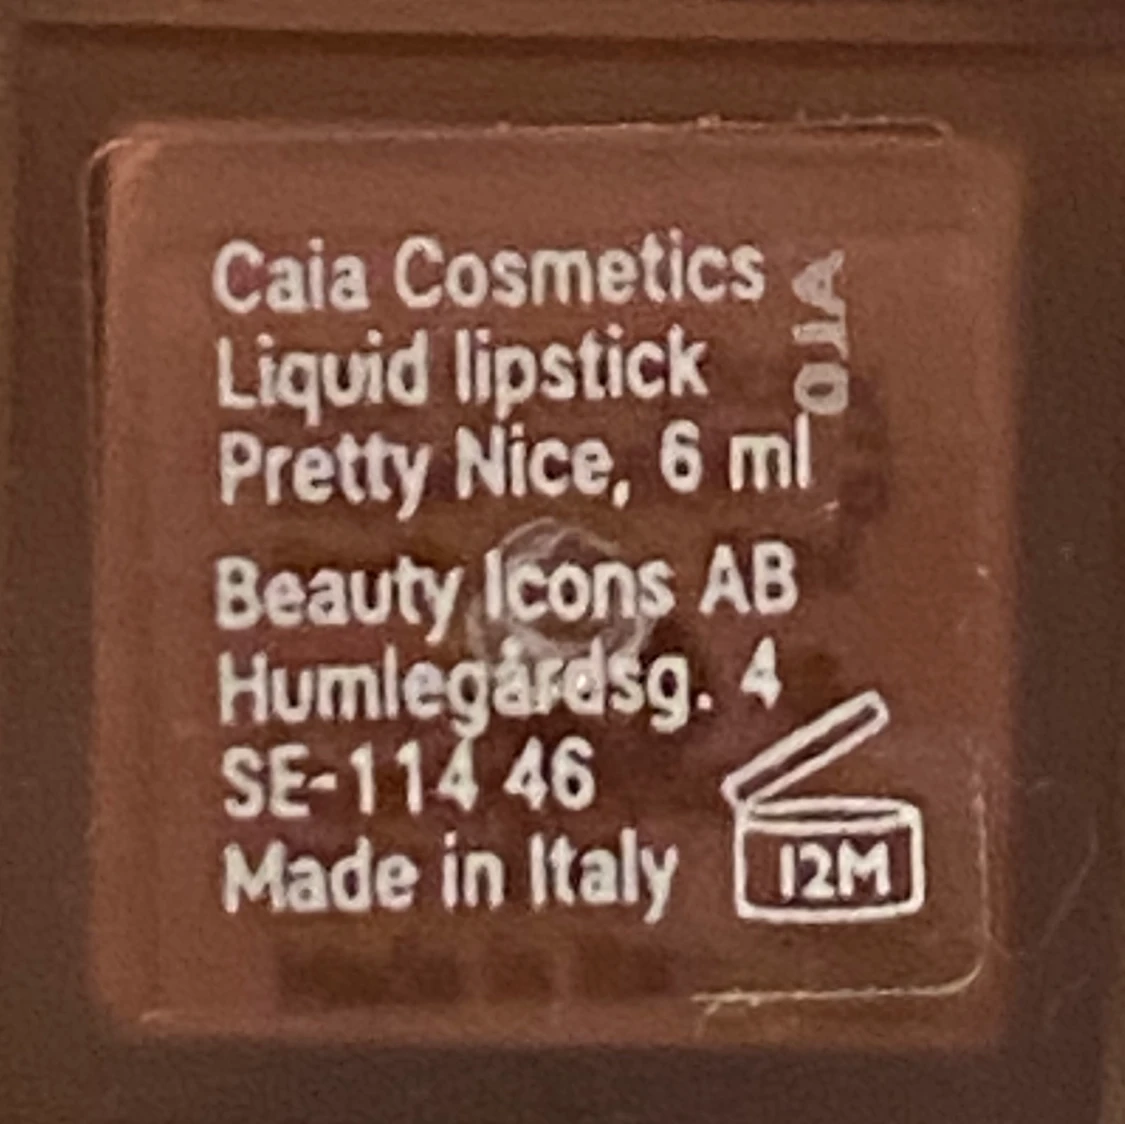 Caia Cosmetics
Liquid lipstick
Pretty Nice, 6 ml
Beauty Icons AB
Humlegårdsg. 4
SE-114 46
Made in Italy
12M